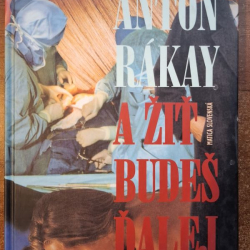 ANTON
RÁKAY
A ŽIŤ
BUDEŠ
ĎALEJ
MATICA SLOVENSKÁ